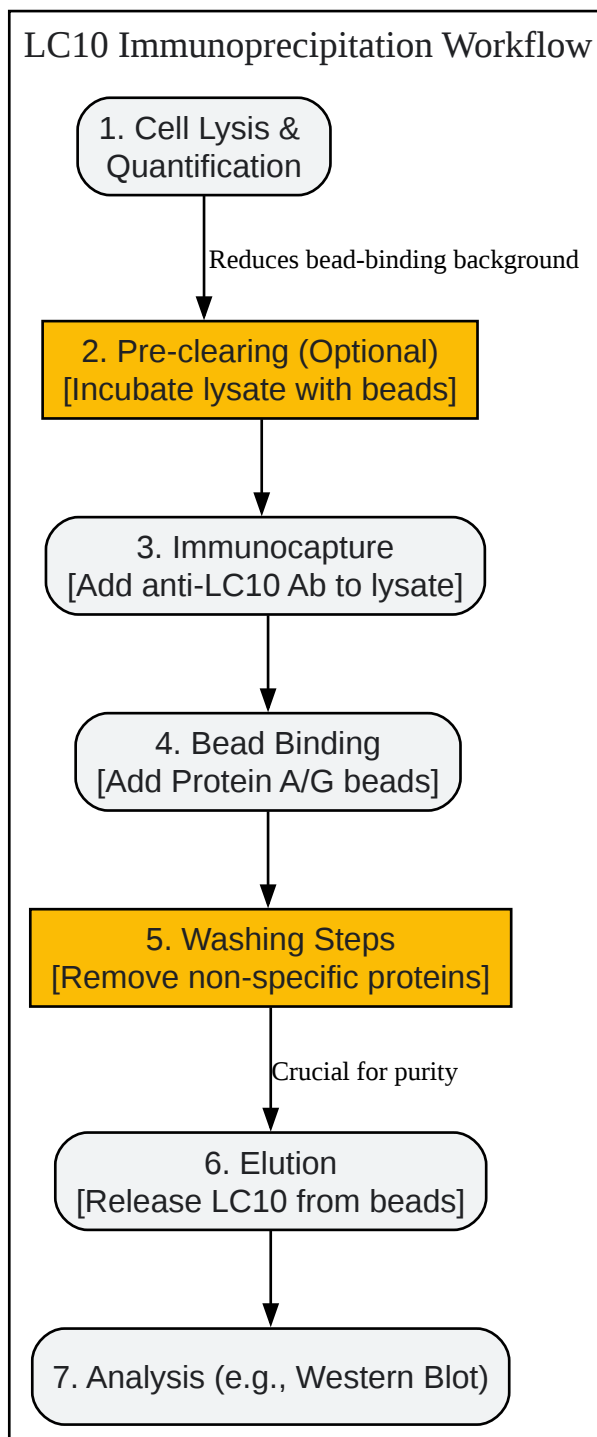 LC10 Immunoprecipitation Workflow
1. Cell Lysis &
Quantification
Reduces bead-binding background
2. Pre-clearing (Optional)
[Incubate lysate with beads]
3. Immunocapture
[Add anti-LC10 Ab to lysate]
4. Bead Binding
[Add Protein A/G beads]
5. Washing Steps
[Remove non-specific proteins]
Crucial for purity
6. Elution
[Release LC10 from beads]
7. Analysis (e.g., Western Blot)